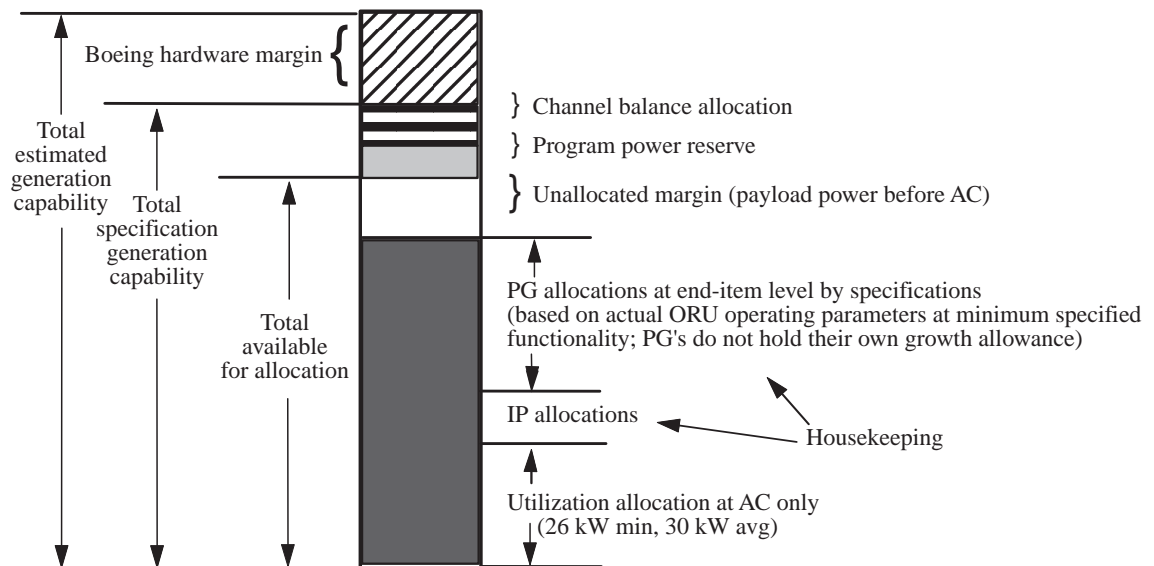 Boeing hardware margin
Channel balance allocation
Program power reserve
Unallocated margin (payload power before AC)
Total
estimated
generation
capability
Total
specification
generation
capability
Total
available
for allocation
PG allocations at end-item level by specifications
(based on actual ORU operating parameters at minimum specified
functionality; PG's do not hold their own growth allowance)
IP allocations
Housekeeping
Utilization allocation at AC only
(26 kW min, 30 kW avg)